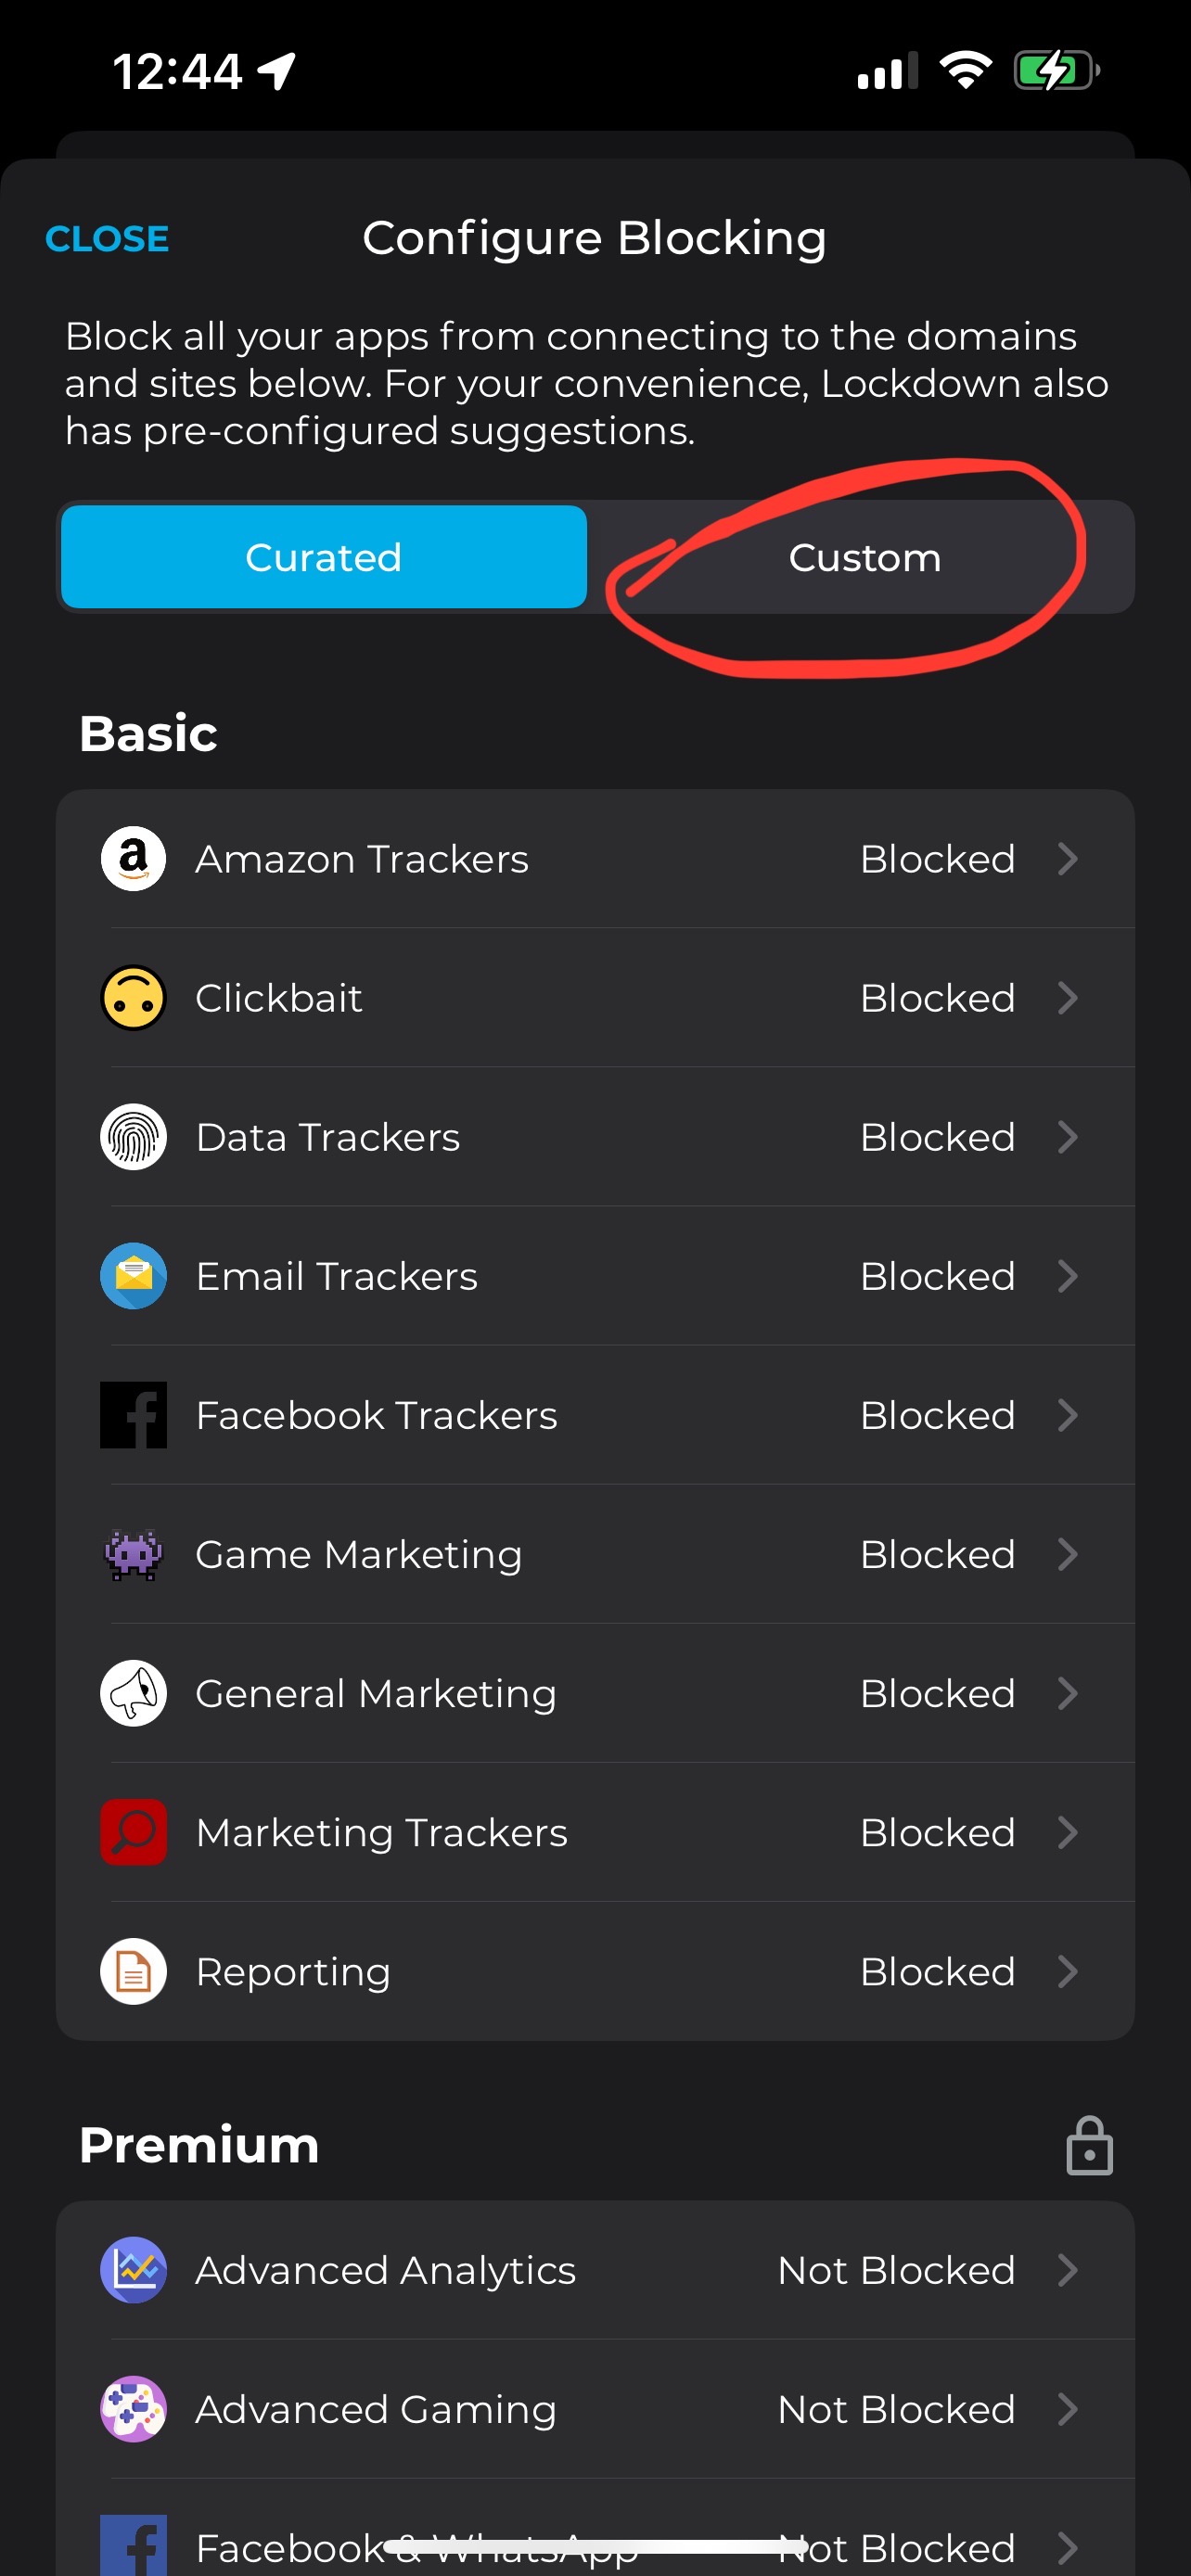 12:44
CLOSE
Configure Blocking
Block all your apps from connecting to the domains
and sites below. For your convenience, Lockdown also
has pre-configured suggestions.
Curated
Custom
Basic
Amazon Trackers Blocked
Clickbait Blocked
Data Trackers Blocked
Email Trackers Blocked
Facebook Trackers Blocked
Game Marketing Blocked
General Marketing Blocked
Marketing Trackers Blocked
Reporting Blocked
Premium
Advanced Analytics Not Blocked
Advanced Gaming Not Blocked
Facebook & WhatsApp Not Blocked